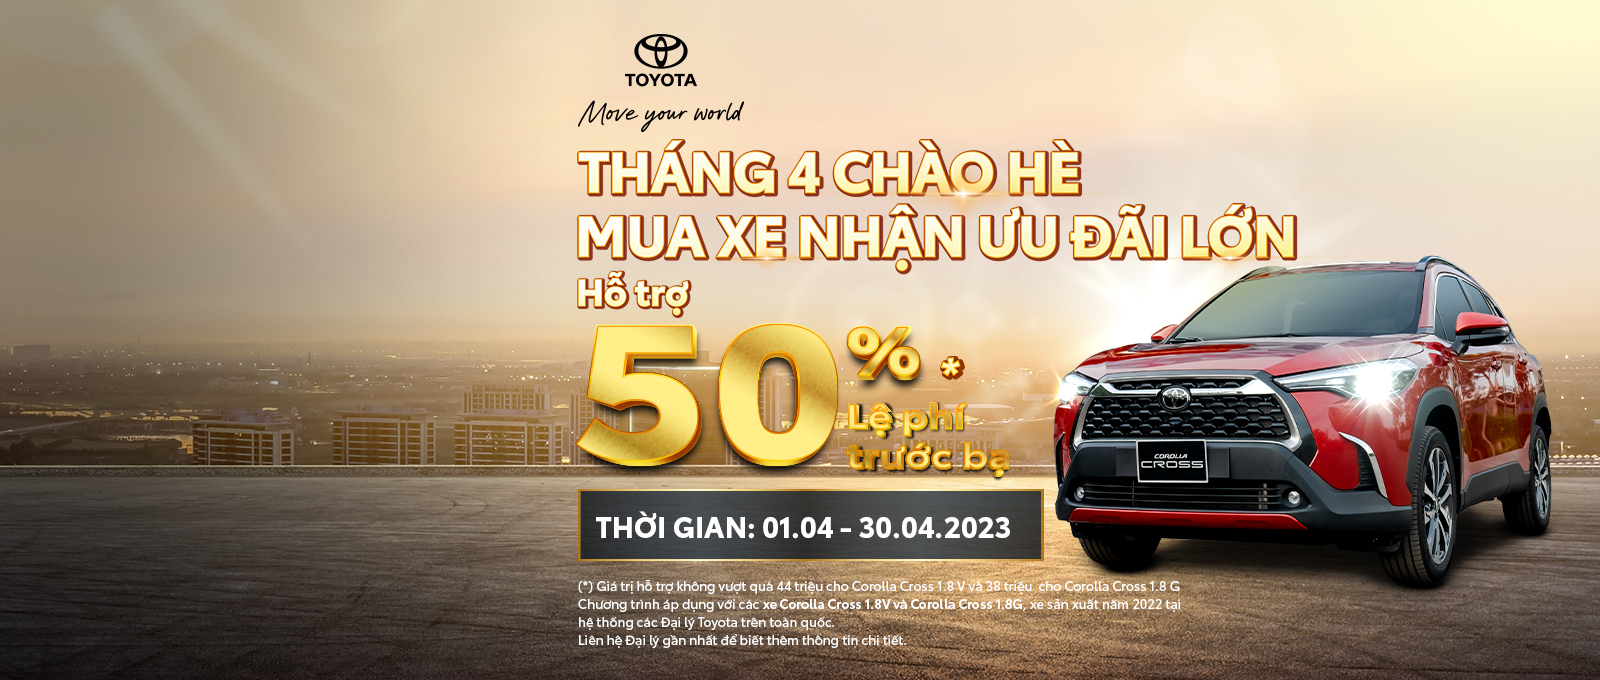 TOYOTA
Move your world
THÁNG 4 CHÀO HÈ
MUA XE NHẬN ƯU ĐÃI LỚN
Hỗ trợ
50%*
Lệ phí
trước bạ
COROLLA
CROSS
THỜI GIAN: 01.04 - 30.04.2023
(*) Giá trị hỗ trợ không vượt quá 44 triệu cho Corolla Cross 1.8 V và 38 triệu cho Corolla Cross 1.8 G
Chương trình áp dụng với các xe Corolla Cross 1.8V và Corolla Cross 1.8G, xe sản xuất năm 2022 tại
hệ thống các Đại lý Toyota trên toàn quốc.
Liên hệ Đại lý gần nhất để biết thêm thông tin chi tiết.